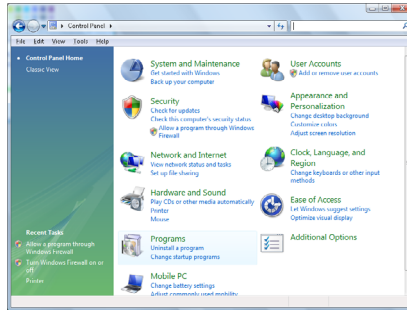 Control Panel
File Edit View Tools Help
Control Panel Home
Classic View
System and Maintenance
Get started with Windows
Back up your computer
Security
Check for updates
Check this computer's security status
Allow a program through Windows
Firewall
Network and Internet
View network status and tasks
Set up file sharing
Hardware and Sound
Play CDs or other media automatically
Printer
Mouse
Programs
Uninstall a program
Change startup programs
Mobile PC
Change battery settings
Adjust commonly used mobility
User Accounts
Add or remove user accounts
Appearance and
Personalization
Change desktop background
Customize colors
Adjust screen resolution
Clock, Language, and
Region
Change keyboards or other input
methods
Ease of Access
Let Windows suggest settings
Optimize visual display
Additional Options
Recent Tasks
Allow a program through
Windows Firewall
Turn Windows Firewall on or
off
Printer